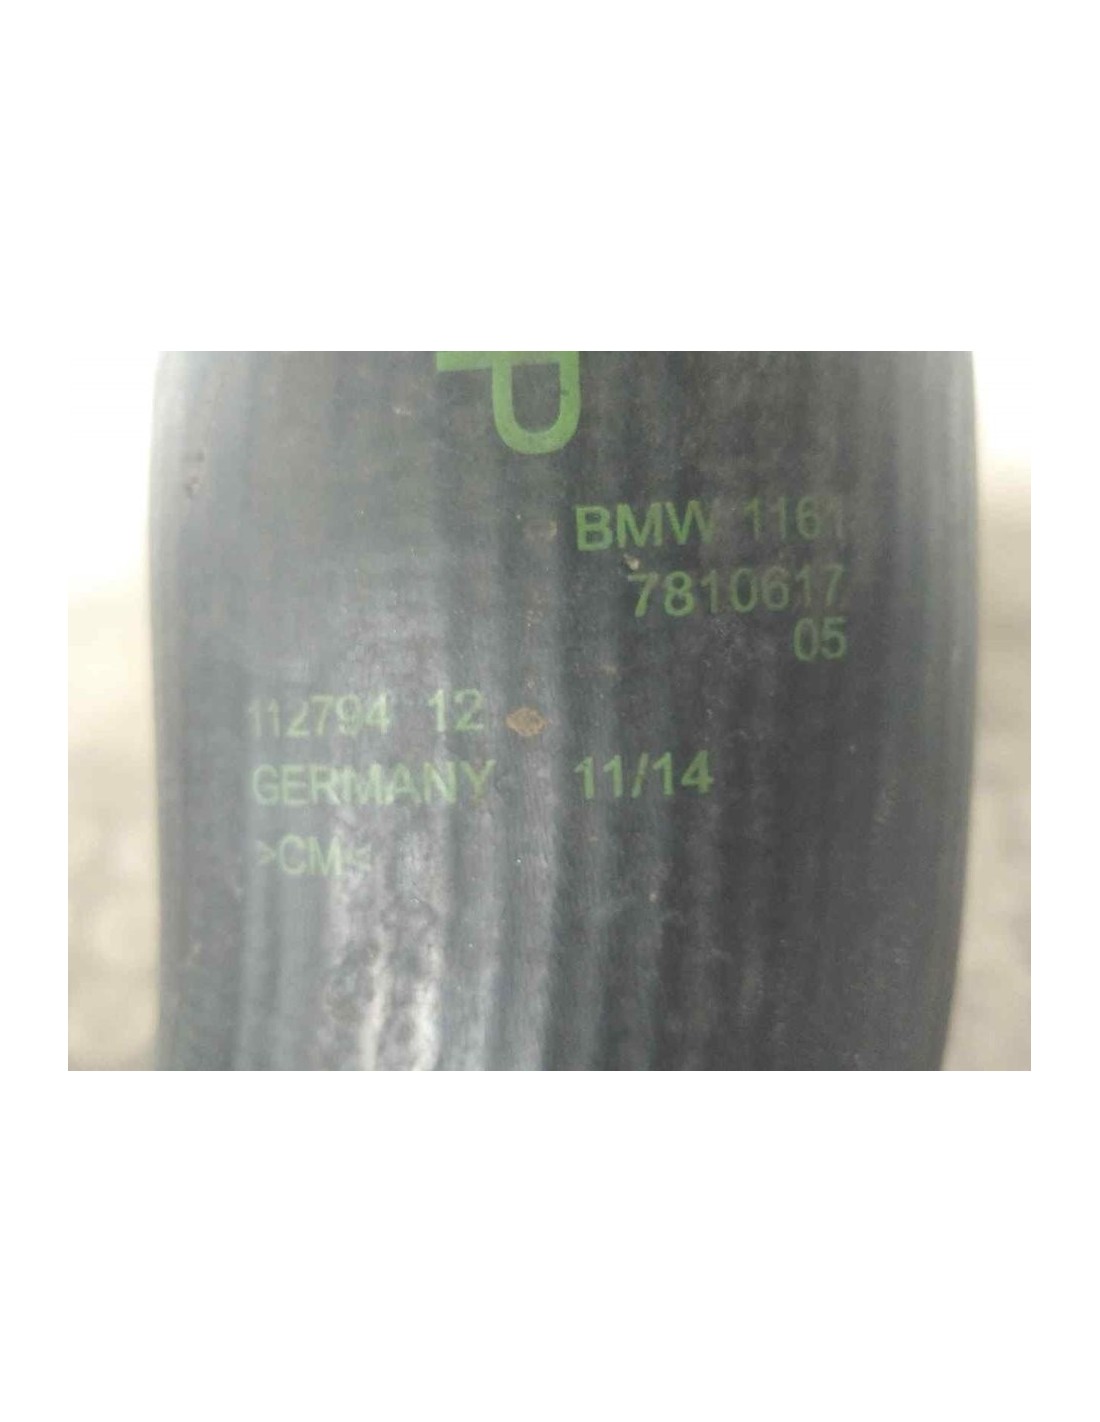 P
BMW 1161
7810617
05
112794 12
GERMANY 11/14
>CM<